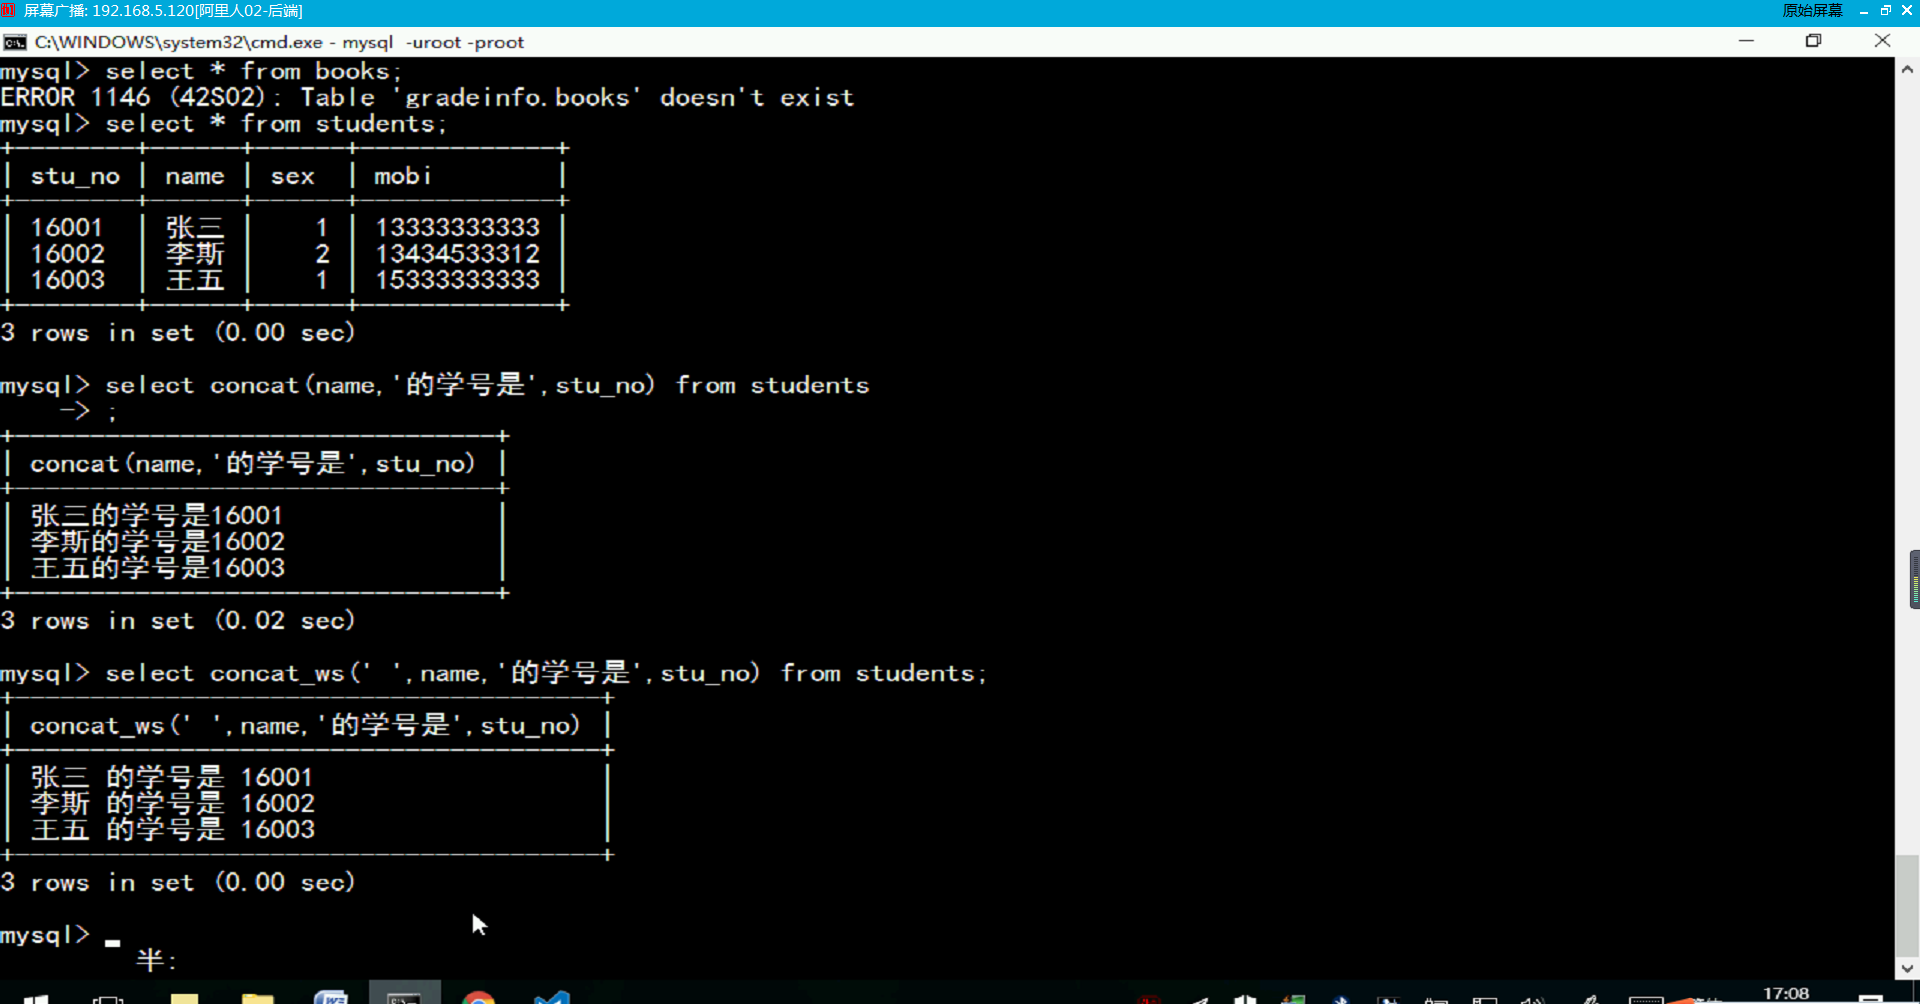 屏幕广播: 192.168.5.120[阿里人02-后端] 原始屏幕
C:\WINDOWS\system32\cmd.exe - mysql  -uroot -proot
mysql> select * from books;
ERROR 1146 (42S02): Table 'gradeinfo.books' doesn't exist
mysql> select * from students;
+--------+------+------+-------------+
| stu_no | name | sex  | mobi        |
+--------+------+------+-------------+
| 16001  | 张三 |    1 | 13333333333 |
| 16002  | 李斯 |    2 | 13434533312 |
| 16003  | 王五 |    1 | 15333333333 |
+--------+------+------+-------------+
3 rows in set (0.00 sec)
mysql> select concat(name,'的学号是',stu_no) from students
    -> ;
+--------------------------------+
| concat(name,'的学号是',stu_no) |
+--------------------------------+
| 张三的学号是16001              |
| 李斯的学号是16002              |
| 王五的学号是16003              |
+--------------------------------+
3 rows in set (0.02 sec)
mysql> select concat_ws(' ',name,'的学号是',stu_no) from students;
+---------------------------------------+
| concat_ws(' ',name,'的学号是',stu_no) |
+---------------------------------------+
| 张三 的学号是 16001                   |
| 李斯 的学号是 16002                   |
| 王五 的学号是 16003                   |
+---------------------------------------+
3 rows in set (0.00 sec)
mysql> _
半:
17:08